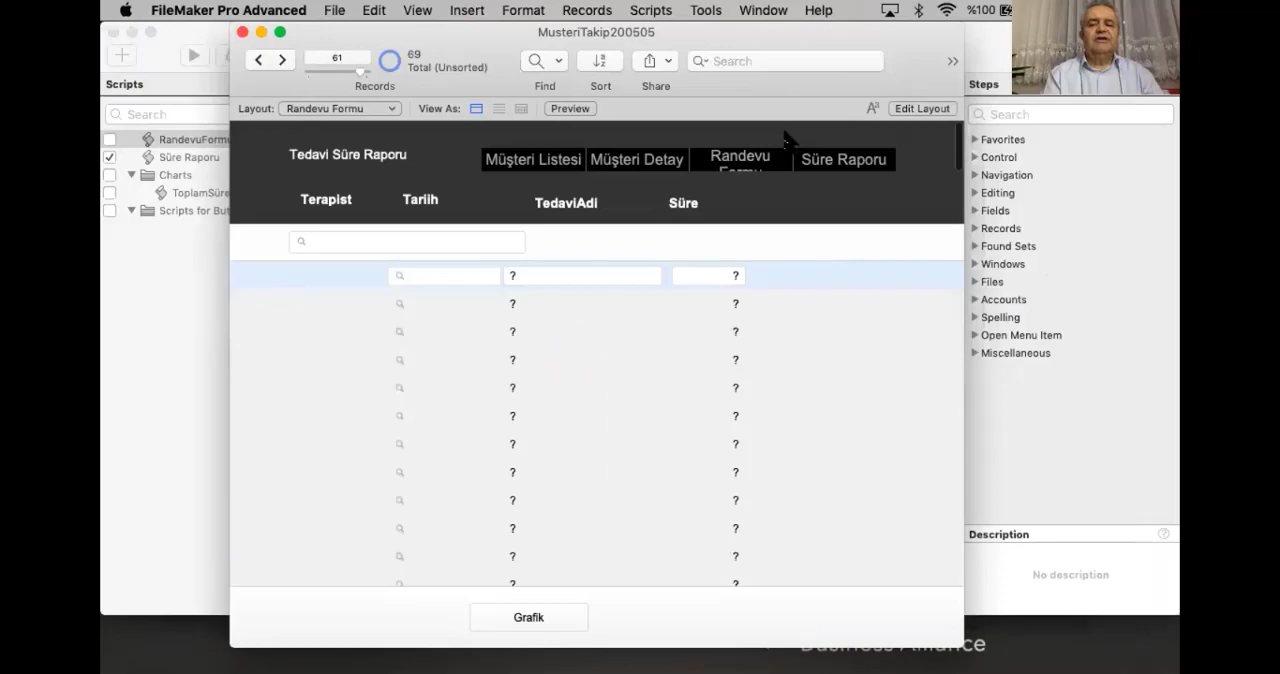 FileMaker Pro Advanced File Edit View Insert Format Records Scripts Tools Window Help %100
MusteriTakip200505
61
69
Total (Unsorted)
Search
Records
Find
Sort
Share
Scripts
Steps
Layout: Randevu Formu View As: Preview
Edit Layout
Search
Search
RandevuForm
Süre Raporu
Charts
ToplamSüre
Scripts for But
Tedavi Süre Raporu
Müşteri Listesi
Müşteri Detay
Randevu
Formu
Süre Raporu
Terapist
Tariih
TedaviAdi
Süre
? ?
? ?
? ?
? ?
? ?
? ?
? ?
? ?
? ?
? ?
? ?
? ?
Grafik
Favorites
Control
Navigation
Editing
Fields
Records
Found Sets
Windows
Files
Accounts
Spelling
Open Menu Item
Miscellaneous
Description
No description
Business Alliance